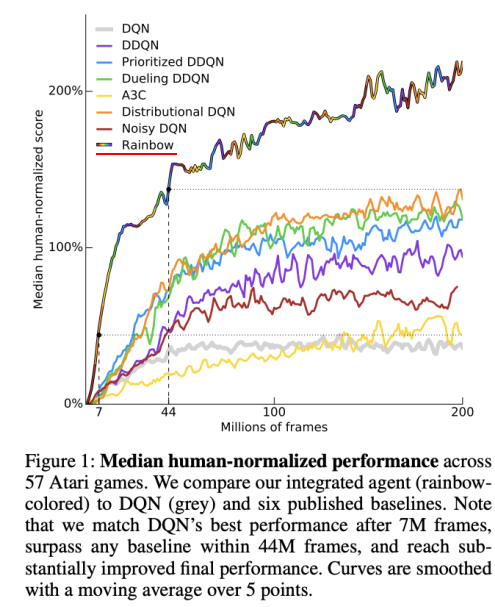 DQN
DDQN
Prioritized DDQN
Dueling DDQN
A3C
Distributional DQN
Noisy DQN
Rainbow
200%
100%
0%
Median human-normalized score
7
44
100
200
Millions of frames
Figure 1: Median human-normalized performance across
57 Atari games. We compare our integrated agent (rainbow-
colored) to DQN (grey) and six published baselines. Note
that we match DQN's best performance after 7M frames,
surpass any baseline within 44M frames, and reach sub-
stantially improved final performance. Curves are smoothed
with a moving average over 5 points.